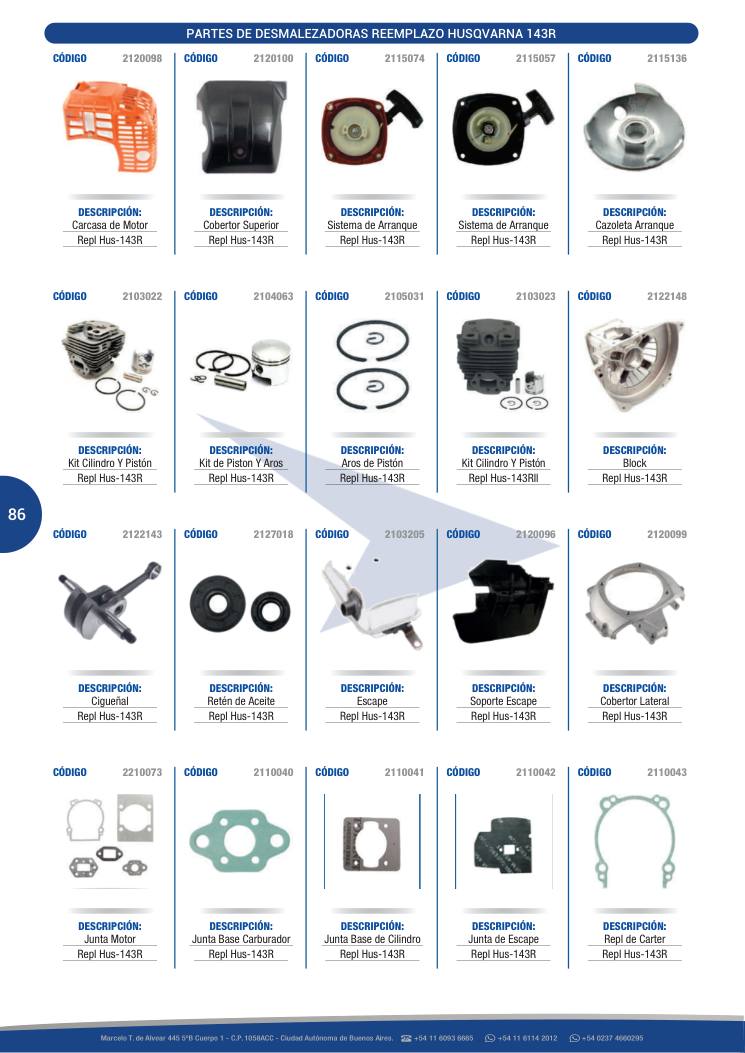 PARTES DE DESMALEZADORAS REEMPLAZO HUSQVARNA 143R
CÓDIGO 2120098
DESCRIPCIÓN:
Carcasa de Motor
Repl Hus-143R
CÓDIGO 2120100
DESCRIPCIÓN:
Cobertor Superior
Repl Hus-143R
CÓDIGO 2115074
DESCRIPCIÓN:
Sistema de Arranque
Repl Hus-143R
CÓDIGO 2115057
DESCRIPCIÓN:
Sistema de Arranque
Repl Hus-143R
CÓDIGO 2115136
DESCRIPCIÓN:
Cazoleta Arranque
Repl Hus-143R
CÓDIGO 2103022
DESCRIPCIÓN:
Kit Cilindro Y Pistón
Repl Hus-143R
CÓDIGO 2104063
DESCRIPCIÓN:
Kit de Piston Y Aros
Repl Hus-143R
CÓDIGO 2105031
DESCRIPCIÓN:
Aros de Pistón
Repl Hus-143R
CÓDIGO 2103023
DESCRIPCIÓN:
Kit Cilindro Y Pistón
Repl Hus-143RII
CÓDIGO 2122148
DESCRIPCIÓN:
Block
Repl Hus-143R
86
CÓDIGO 2122143
DESCRIPCIÓN:
Cigueñal
Repl Hus-143R
CÓDIGO 2127018
DESCRIPCIÓN:
Retén de Aceite
Repl Hus-143R
CÓDIGO 2103205
DESCRIPCIÓN:
Escape
Repl Hus-143R
CÓDIGO 2120096
DESCRIPCIÓN:
Soporte Escape
Repl Hus-143R
CÓDIGO 2120099
DESCRIPCIÓN:
Cobertor Lateral
Repl Hus-143R
CÓDIGO 2210073
DESCRIPCIÓN:
Junta Motor
Repl Hus-143R
CÓDIGO 2110040
DESCRIPCIÓN:
Junta Base Carburador
Repl Hus-143R
CÓDIGO 2110041
DESCRIPCIÓN:
Junta Base de Cilindro
Repl Hus-143R
CÓDIGO 2110042
DESCRIPCIÓN:
Junta de Escape
Repl Hus-143R
CÓDIGO 2110043
DESCRIPCIÓN:
Repl de Carter
Repl Hus-143R
Marcelo T. de Alvear 445 5ºB Cuerpo 1 - C.P. 1058ACC - Ciudad Autónoma de Buenos Aires. +54 11 6093 6665 +54 11 6114 2012 +54 0237 4660295